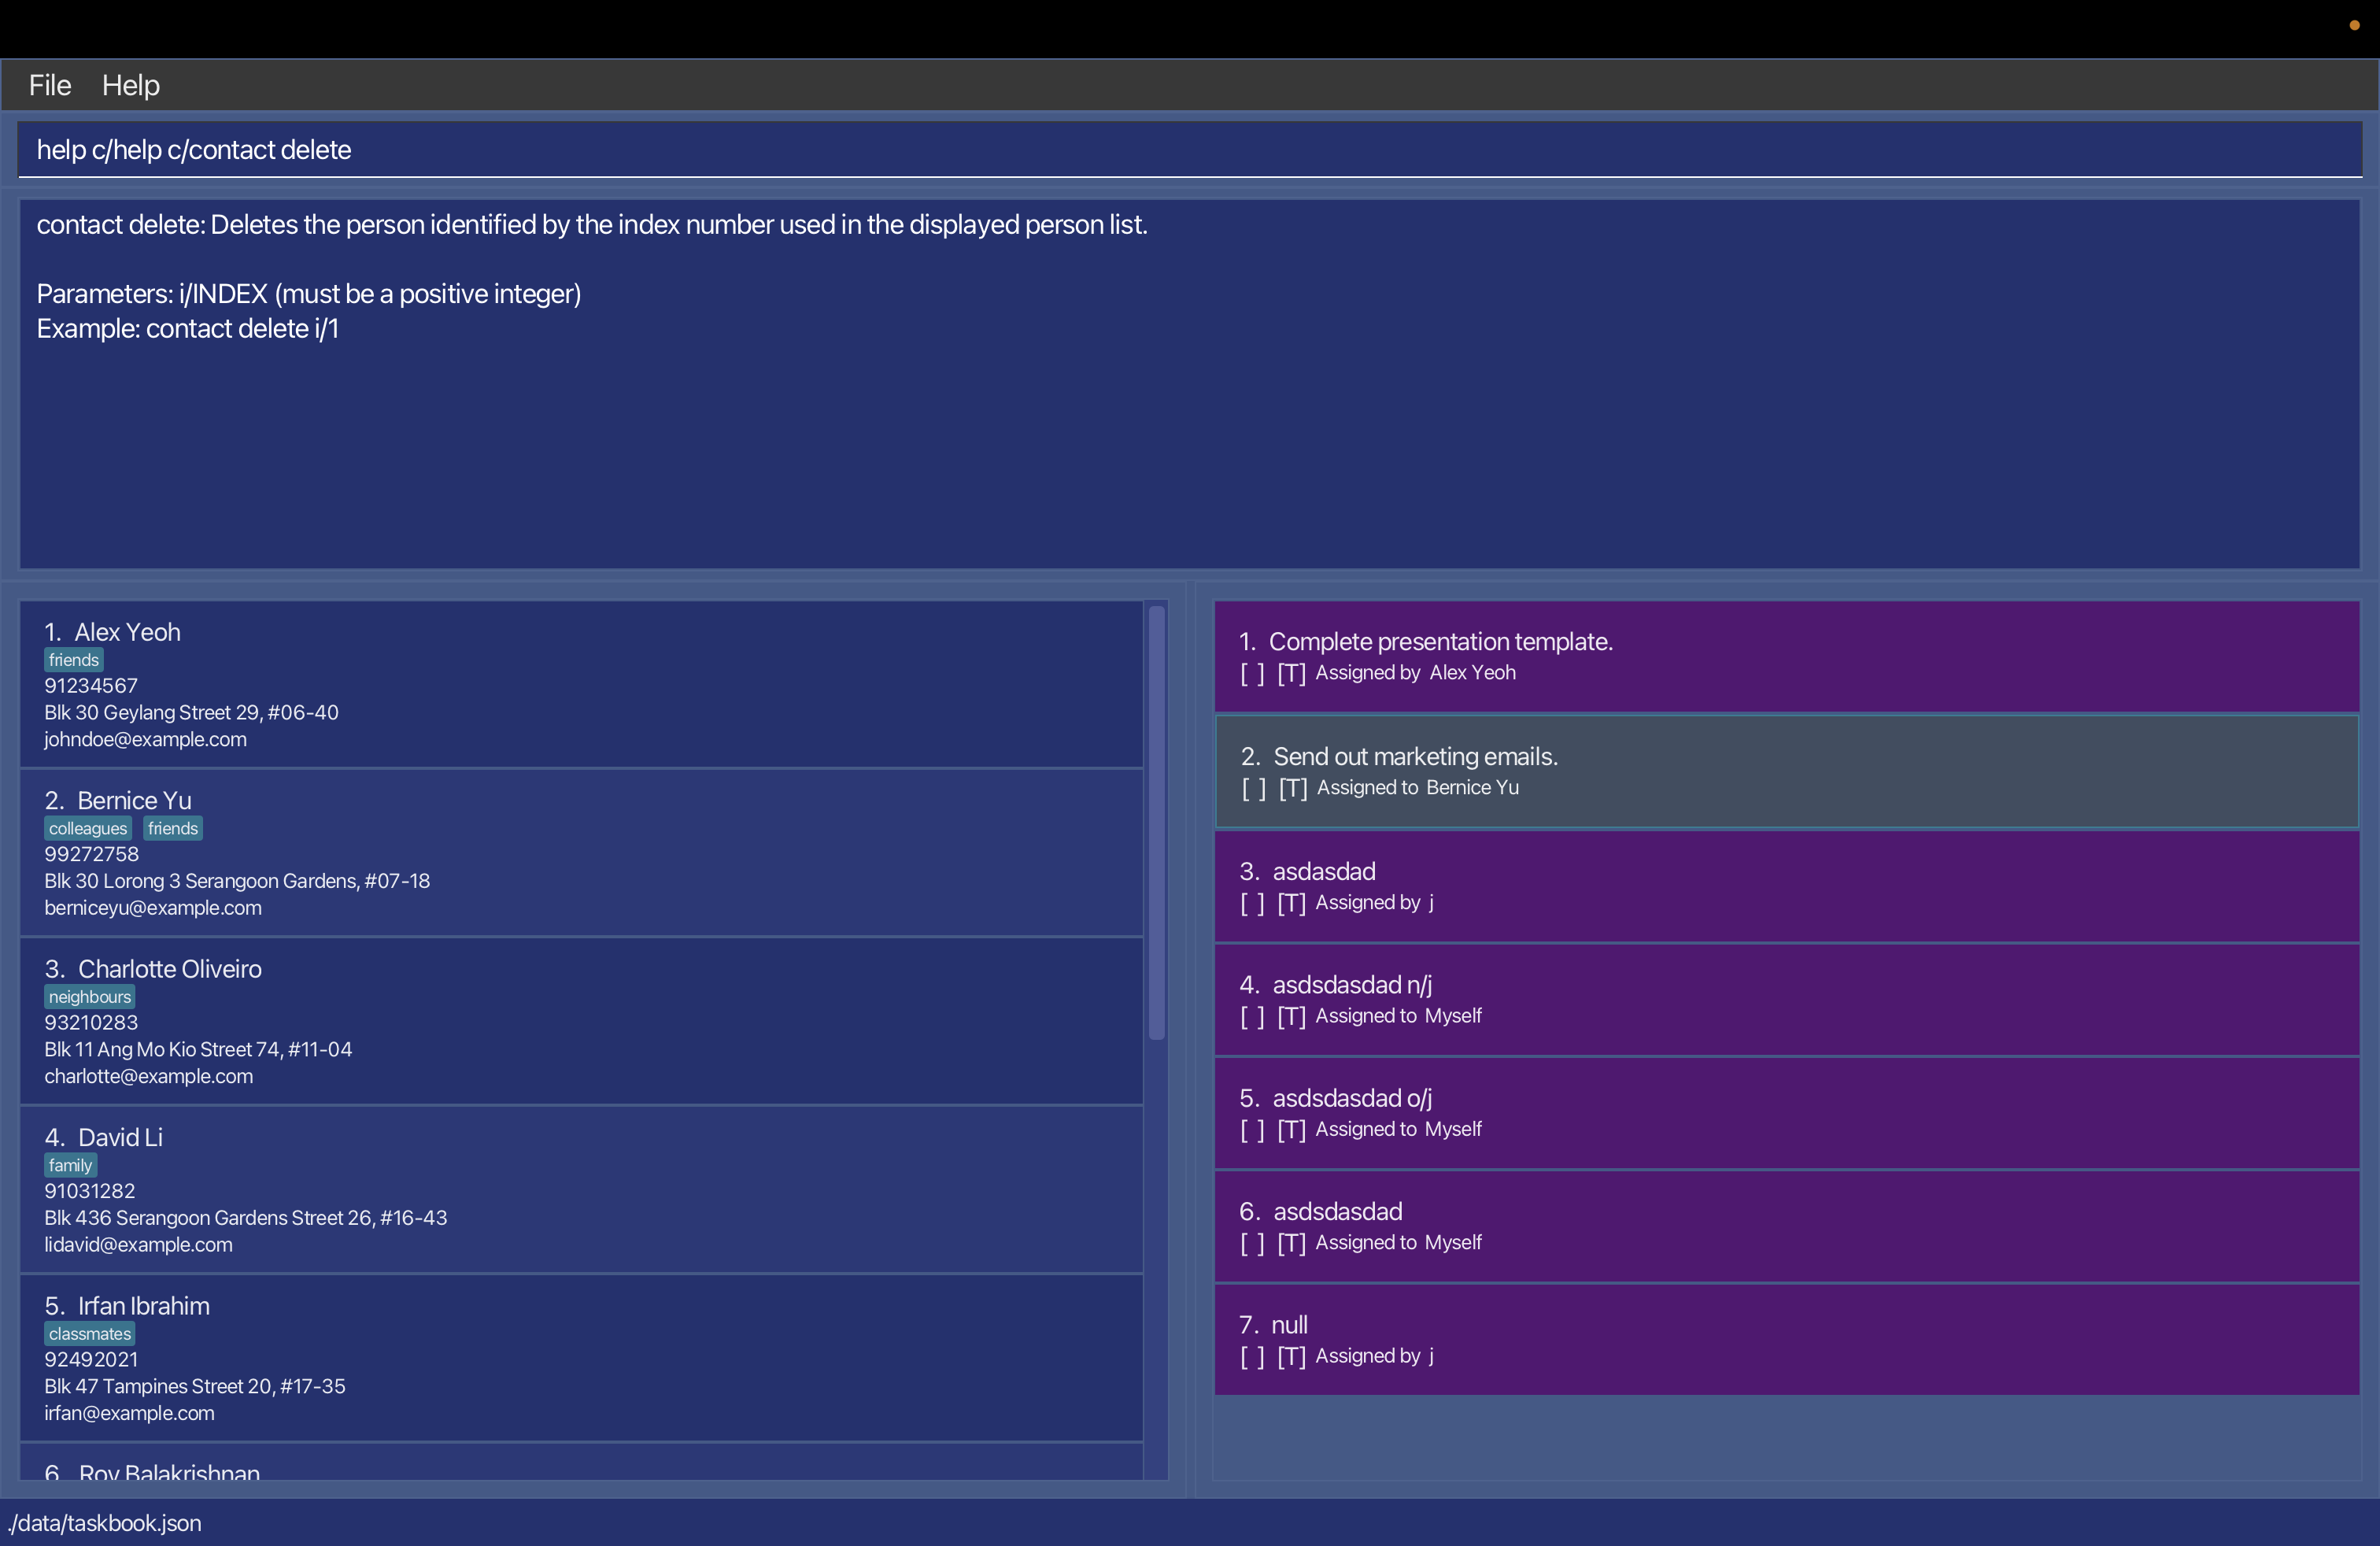 File Help
help c/help c/contact delete
contact delete: Deletes the person identified by the index number used in the displayed person list.
Parameters: i/INDEX (must be a positive integer)
Example: contact delete i/1
1. Alex Yeoh
friends
91234567
Blk 30 Geylang Street 29, #06-40
johndoe@example.com
2. Bernice Yu
colleagues friends
99272758
Blk 30 Lorong 3 Serangoon Gardens, #07-18
berniceyu@example.com
3. Charlotte Oliveiro
neighbours
93210283
Blk 11 Ang Mo Kio Street 74, #11-04
charlotte@example.com
4. David Li
family
91031282
Blk 436 Serangoon Gardens Street 26, #16-43
lidavid@example.com
5. Irfan Ibrahim
classmates
92492021
Blk 47 Tampines Street 20, #17-35
irfan@example.com
6. Roy Balakrishnan
1. Complete presentation template.
[ ] [T] Assigned by Alex Yeoh
2. Send out marketing emails.
[ ] [T] Assigned to Bernice Yu
3. asdasdad
[ ] [T] Assigned by j
4. asdsdasdad n/j
[ ] [T] Assigned to Myself
5. asdsdasdad o/j
[ ] [T] Assigned to Myself
6. asdsdasdad
[ ] [T] Assigned to Myself
7. null
[ ] [T] Assigned by j
./data/taskbook.json